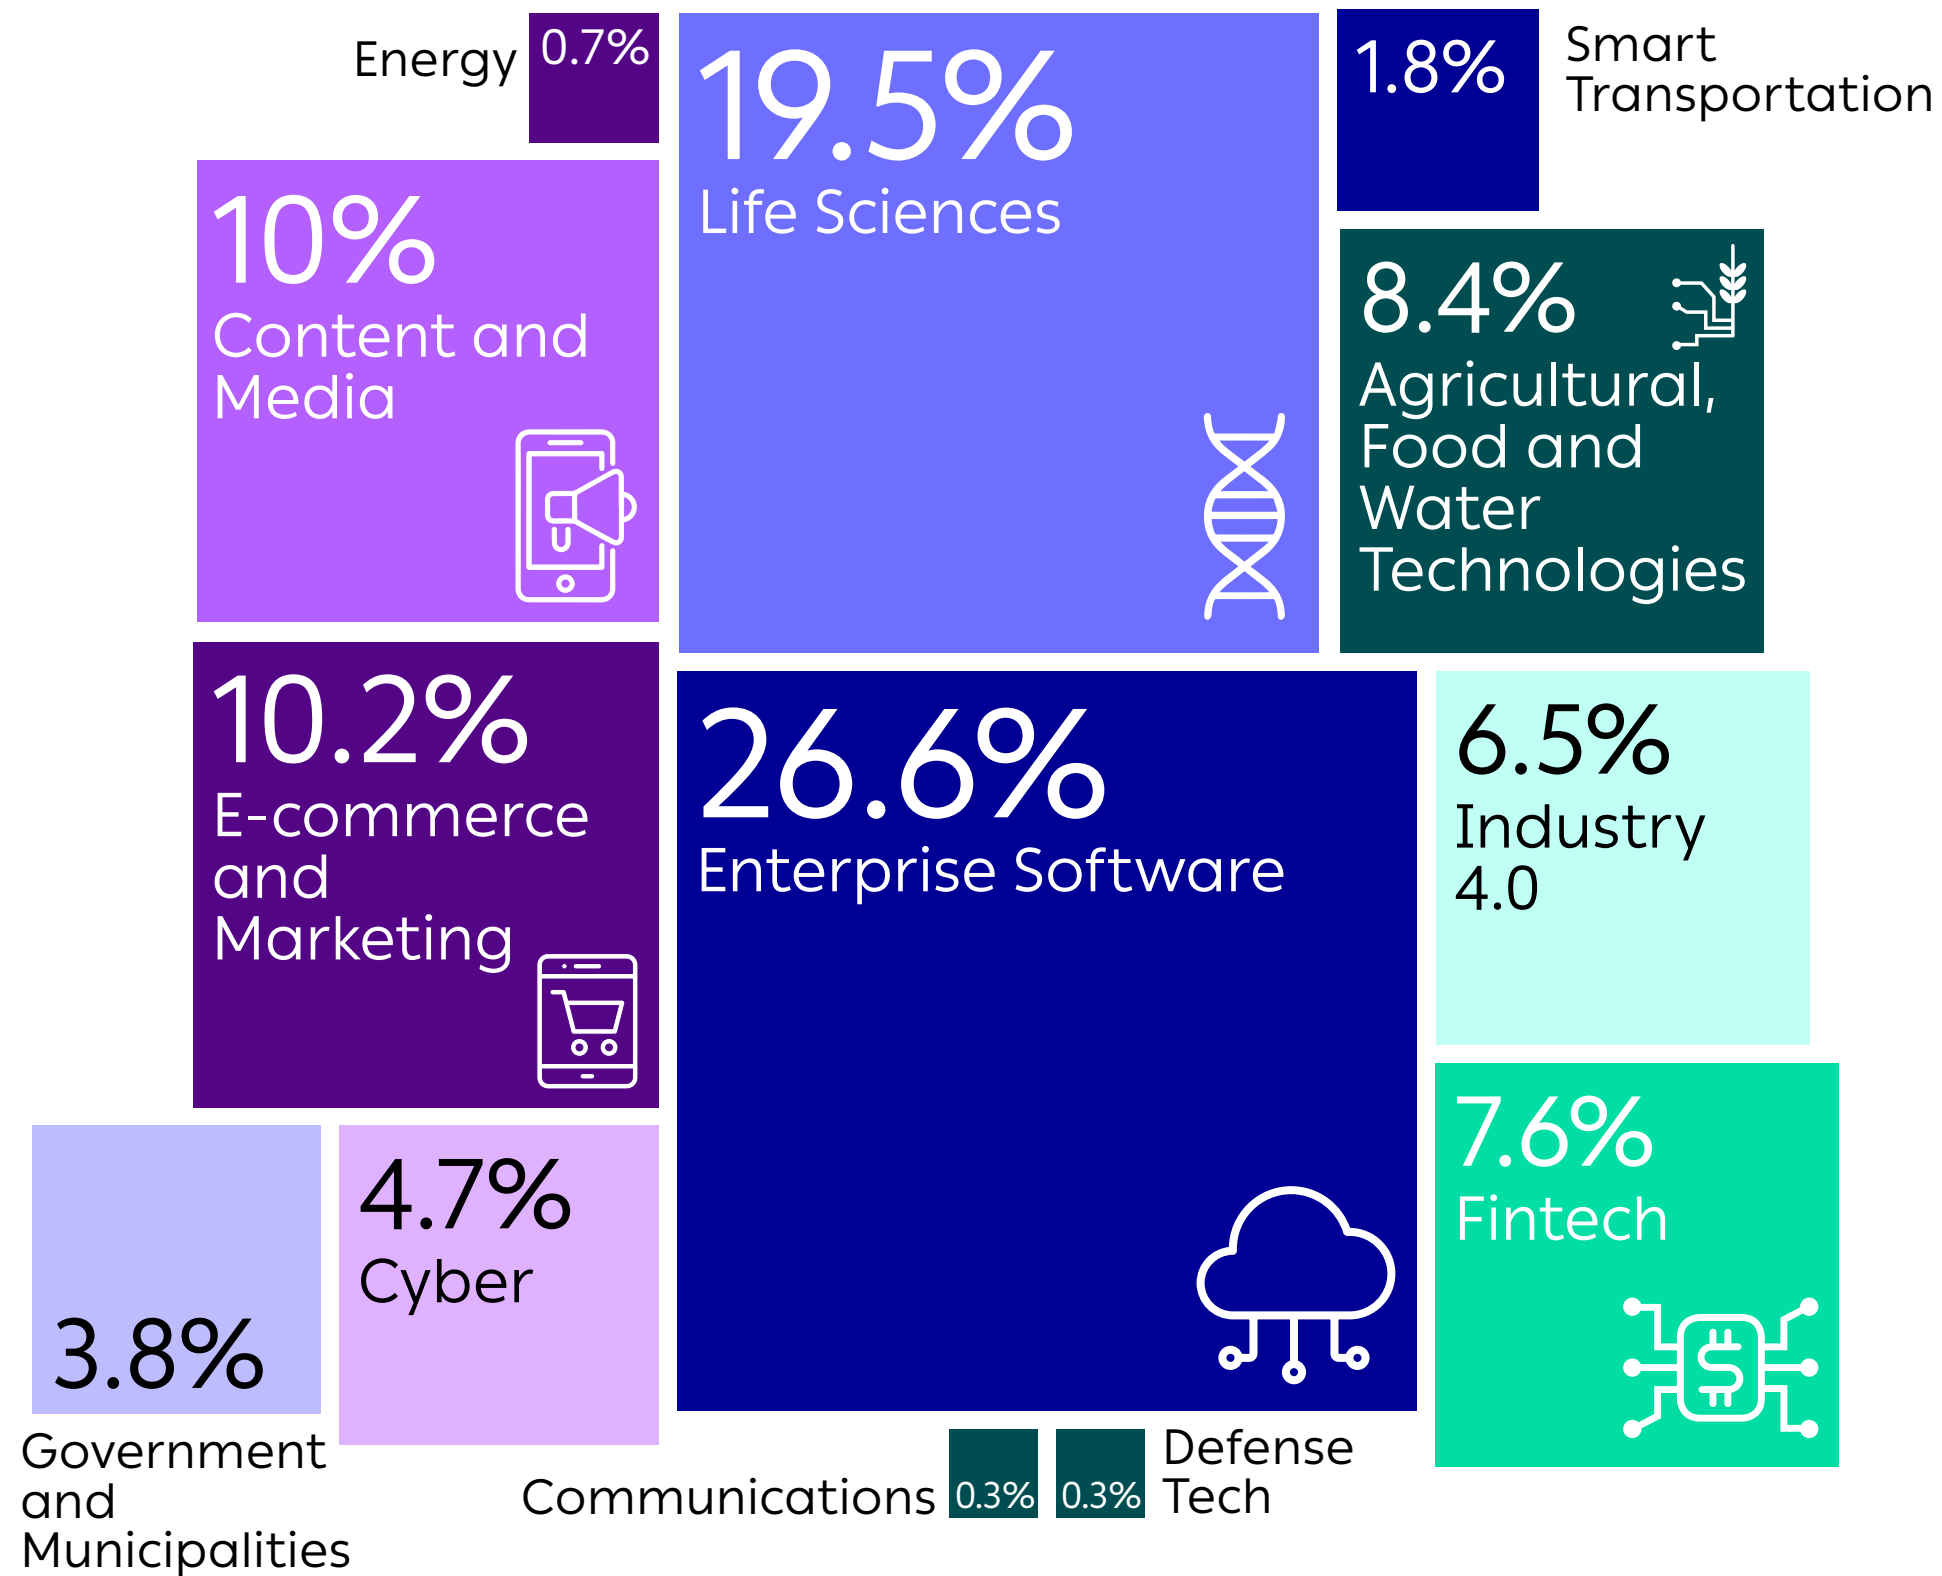 Energy
0.7%
19.5%
Life Sciences
1.8%
Smart
Transportation
10%
Content and
Media
8.4%
Agricultural,
Food and
Water
Technologies
10.2%
E-commerce
and
Marketing
26.6%
Enterprise Software
6.5%
Industry
4.0
7.6%
Fintech
3.8%
Government
and
Municipalities
4.7%
Cyber
Communications
0.3%
0.3%
Defense
Tech